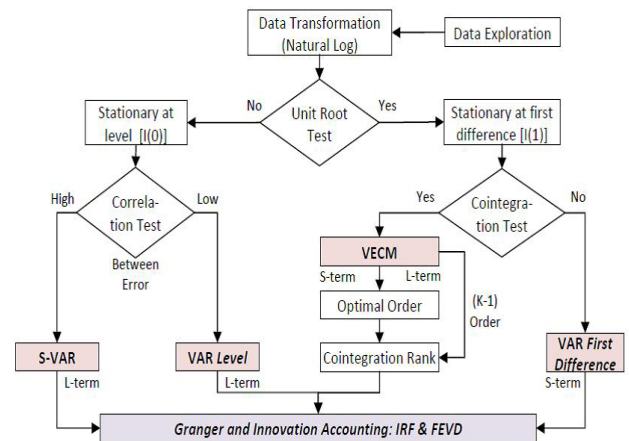 Data Transformation
(Natural Log)
Data Exploration
No
Unit Root
Test
Yes
Stationary at
level [I(0)]
Stationary at first
difference [I(1)]
High
Correla-
tion Test
Low
Between
Error
Yes
Cointegra-
tion Test
No
VECM
S-term
L-term
Optimal Order
(K-1)
Order
S-VAR
VAR Level
Cointegration Rank
VAR First
Difference
L-term
L-term
S-term
Granger and Innovation Accounting: IRF & FEVD